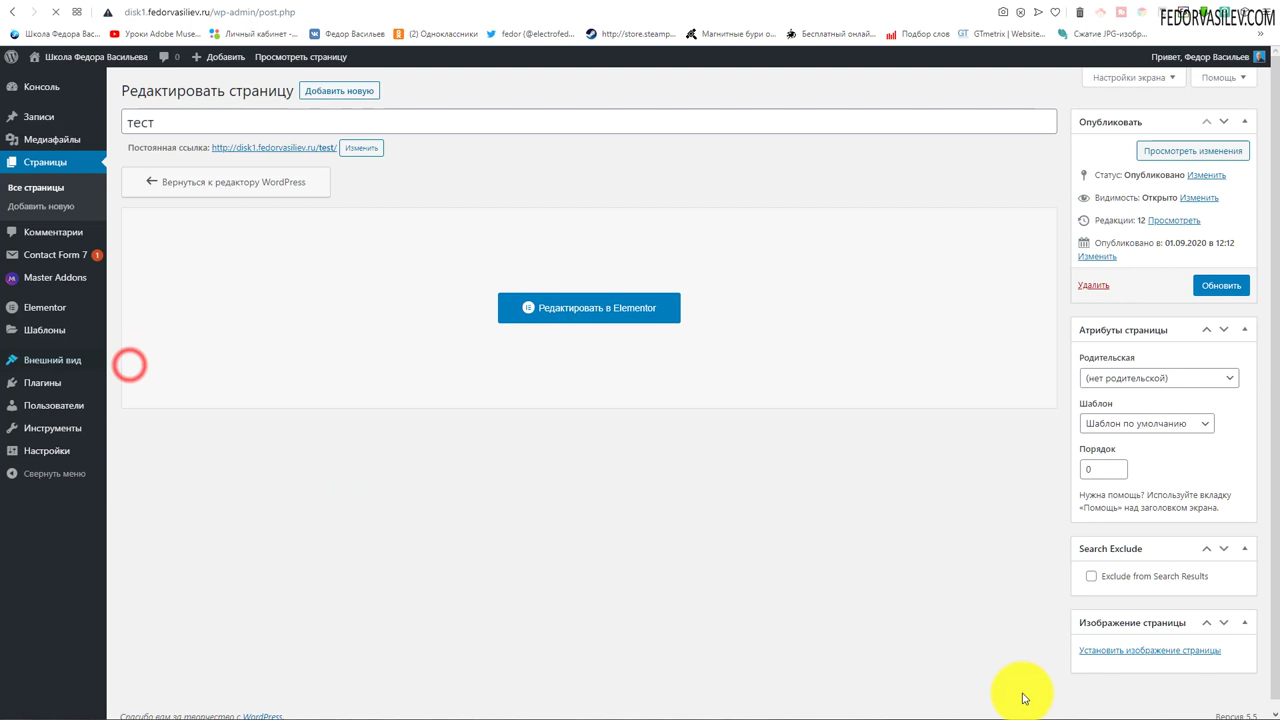 disk1.fedorvasiliev.ru/wp-admin/post.php
FEDORVASILEV.COM
Школа Федора Вас...
Уроки Adobe Muse...
Личный кабинет -...
Федор Васильев
(2) Одноклассники
fedor (@electrofed...
http://store.steamp...
Магнитные бури о...
Бесплатный онлай...
Подбор слов
GTmetrix | Website...
Сжатие JPG-изобр...
»
Школа Федора Васильева
0
Добавить
Просмотреть страницу
Привет, Федор Васильев
Консоль
Записи
Медиафайлы
Страницы
Все страницы
Добавить новую
Комментарии
Contact Form 7 1
Master Addons
Elementor
Шаблоны
Внешний вид
Плагины
Пользователи
Инструменты
Настройки
Свернуть меню
Настройки экрана
Помощь
Редактировать страницу
Добавить новую
тест
Постоянная ссылка: http://disk1.fedorvasiliev.ru/test/ Изменить
Вернуться к редактору WordPress
Редактировать в Elementor
Опубликовать
Просмотреть изменения
Статус: Опубликовано Изменить
Видимость: Открыто Изменить
Редакции: 12 Просмотреть
Опубликовано в: 01.09.2020 в 12:12
Изменить
Удалить
Обновить
Атрибуты страницы
Родительская
(нет родительской)
Шаблон
Шаблон по умолчанию
Порядок
0
Нужна помощь? Используйте вкладку
«Помощь» над заголовком экрана.
Search Exclude
Exclude from Search Results
Изображение страницы
Установить изображение страницы
Спасибо вам за творчество с WordPress.
Версия 5.5